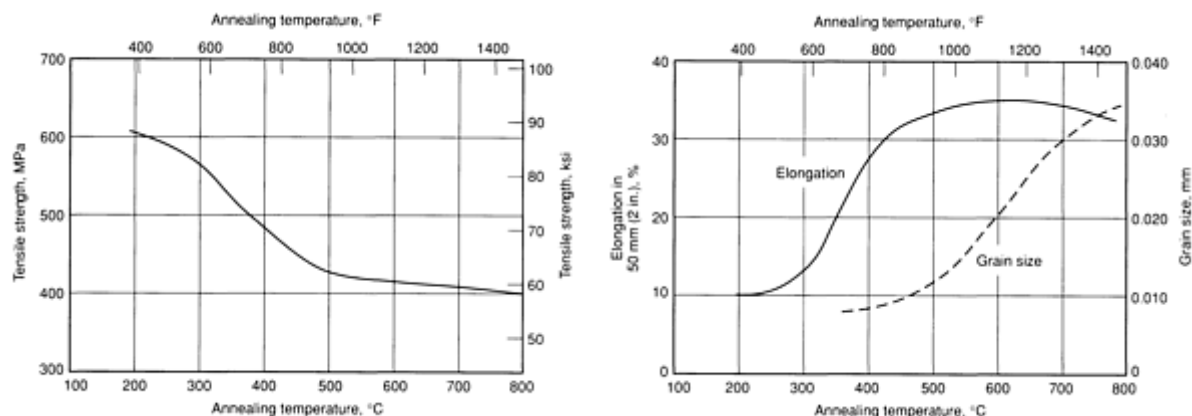 Annealing temperature, °F
400 600 800 1000 1200 1400
700
600
500
400
300
Tensile strength, MPa
100
90
80
70
60
50
Tensile strength, ksi
100 200 300 400 500 600 700 800
Annealing temperature, °C
Annealing temperature, °F
400 600 800 1000 1200 1400
40
30
20
10
0
Elongation in
50 mm (2 in.), %
Elongation
Grain size
0.040
0.030
0.020
0.010
0
Grain size, mm
100 200 300 400 500 600 700 800
Annealing temperature, °C